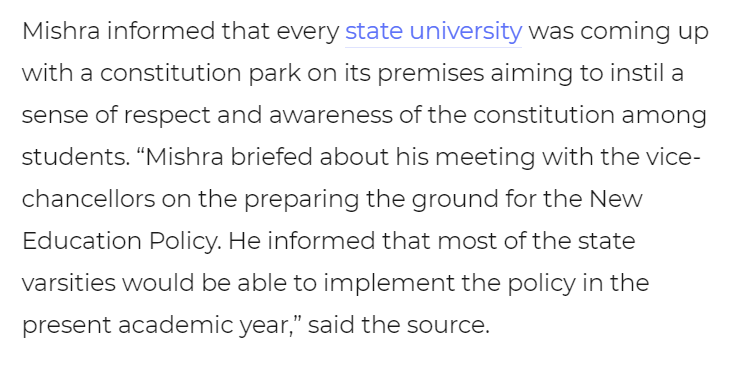 Mishra informed that every state university was coming up
with a constitution park on its premises aiming to instil a
sense of respect and awareness of the constitution among
students. “Mishra briefed about his meeting with the vice-
chancellors on the preparing the ground for the New
Education Policy. He informed that most of the state
varsities would be able to implement the policy in the
present academic year,” said the source.